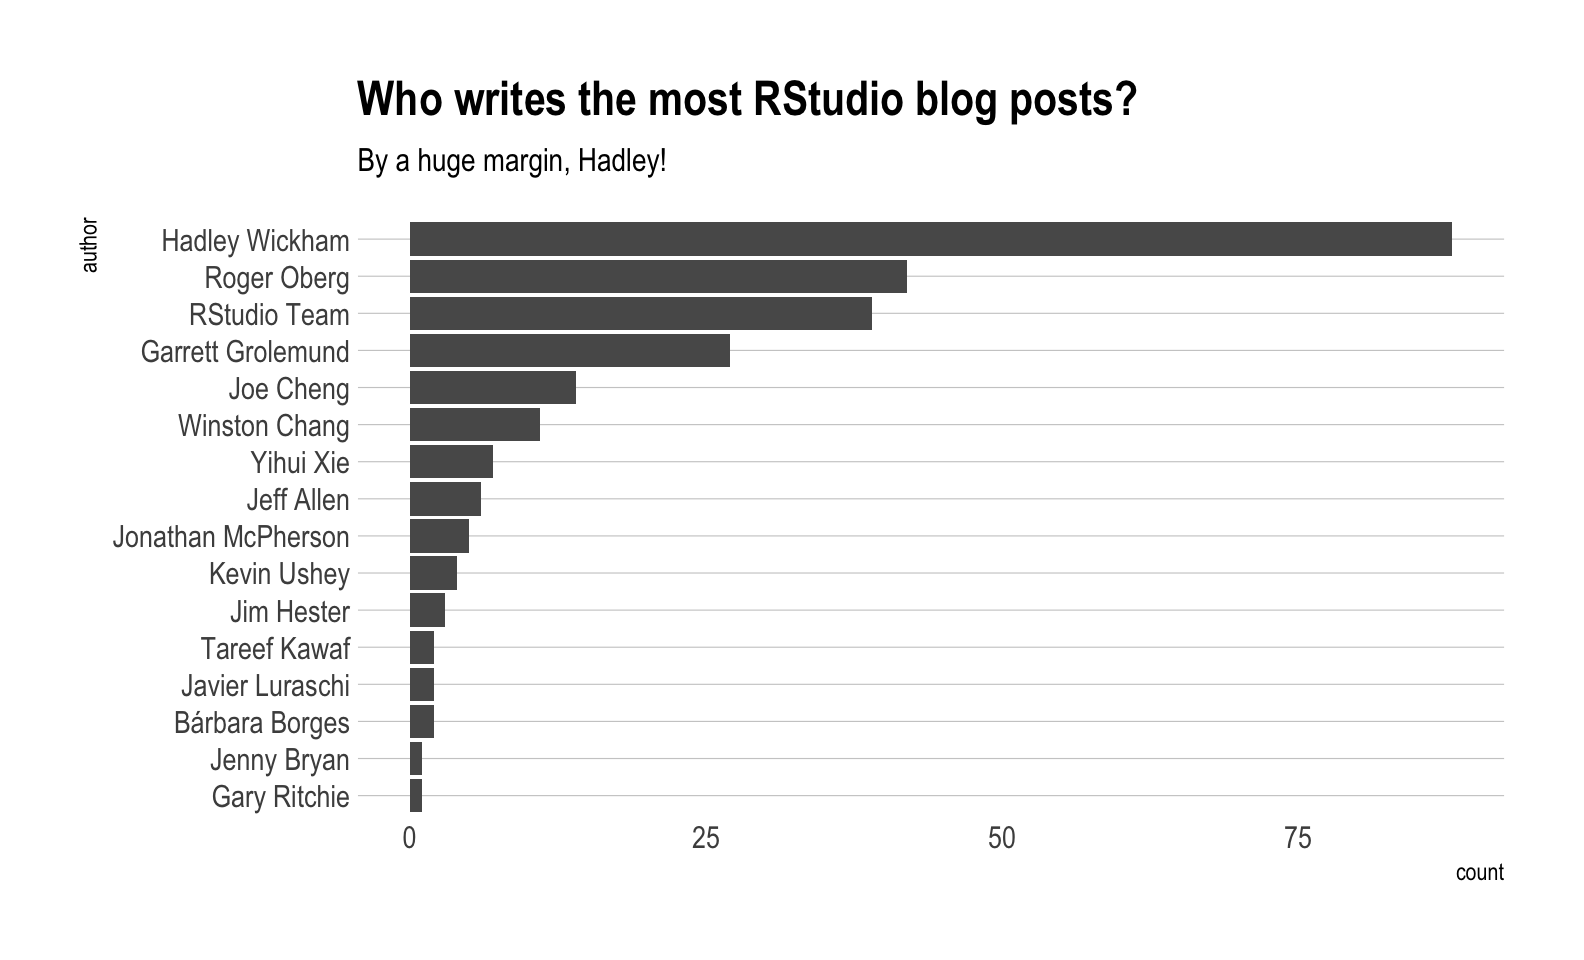 Who writes the most RStudio blog posts?
By a huge margin, Hadley!
author
Hadley Wickham
Roger Oberg
RStudio Team
Garrett Grolemund
Joe Cheng
Winston Chang
Yihui Xie
Jeff Allen
Jonathan McPherson
Kevin Ushey
Jim Hester
Tareef Kawaf
Javier Luraschi
Bárbara Borges
Jenny Bryan
Gary Ritchie
0 25 50 75
count